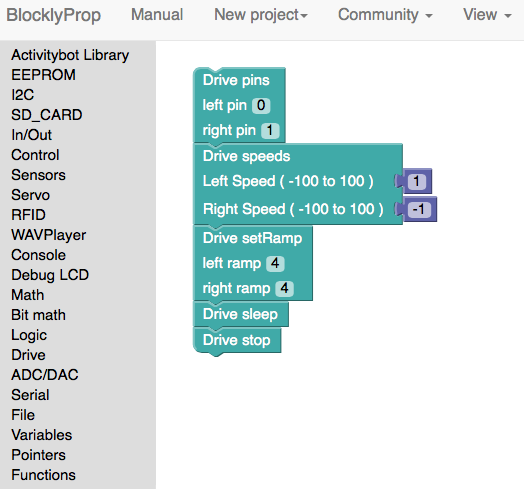 BlocklyProp Manual New project Community View
Activitybot Library
EEPROM
I2C
SD_CARD
In/Out
Control
Sensors
Servo
RFID
WAVPlayer
Console
Debug LCD
Math
Bit math
Logic
Drive
ADC/DAC
Serial
File
Variables
Pointers
Functions
Drive pins
left pin 0
right pin 1
Drive speeds
Left Speed ( -100 to 100 ) 1
Right Speed ( -100 to 100 ) -1
Drive setRamp
left ramp 4
right ramp 4
Drive sleep
Drive stop